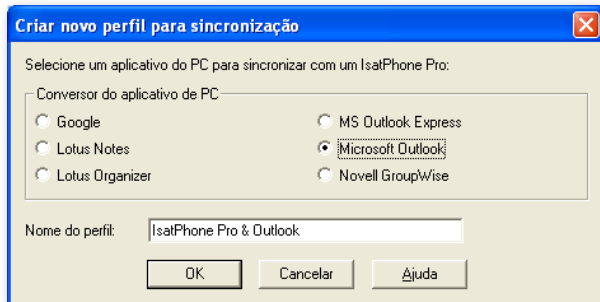 Criar novo perfil para sincronização
Selecione um aplicativo do PC para sincronizar com um IsatPhone Pro:
Conversor do aplicativo de PC
Google
MS Outlook Express
Lotus Notes
Microsoft Outlook
Lotus Organizer
Novell GroupWise
Nome do perfil:
IsatPhone Pro & Outlook
OK
Cancelar
Ajuda